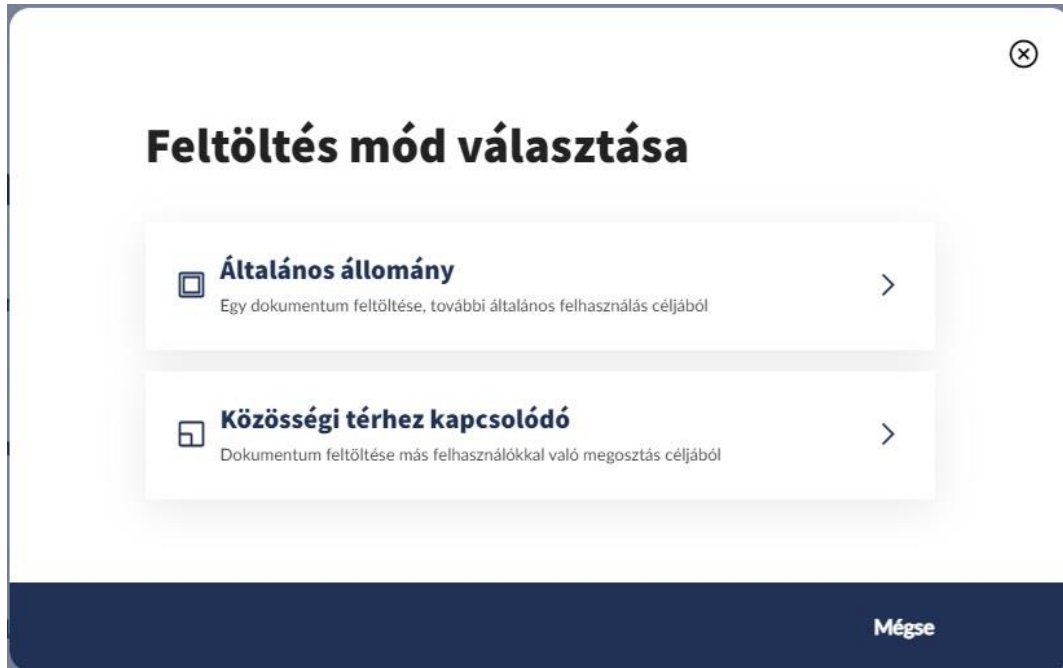 Feltöltés mód választása
Általános állomány
Egy dokumentum feltöltése, további általános felhasználás céljából
Közösségi térhez kapcsolódó
Dokumentum feltöltése más felhasználókkal való megosztás céljából
Mégse